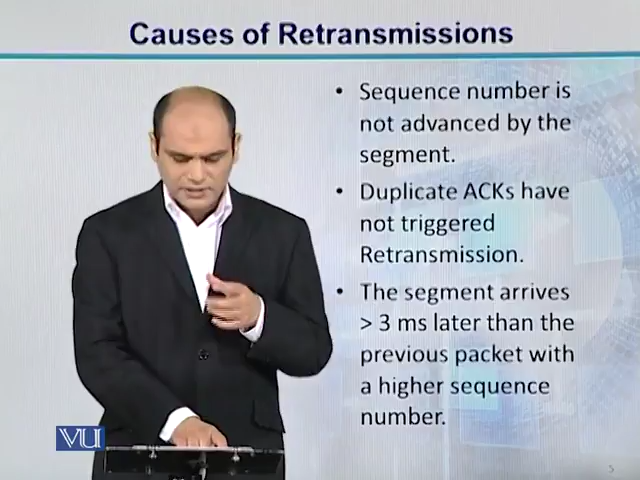 Causes of Retransmissions
• Sequence number is
not advanced by the
segment.
• Duplicate ACKs have
not triggered
Retransmission.
• The segment arrives
> 3 ms later than the
previous packet with
a higher sequence
number.
VU
5